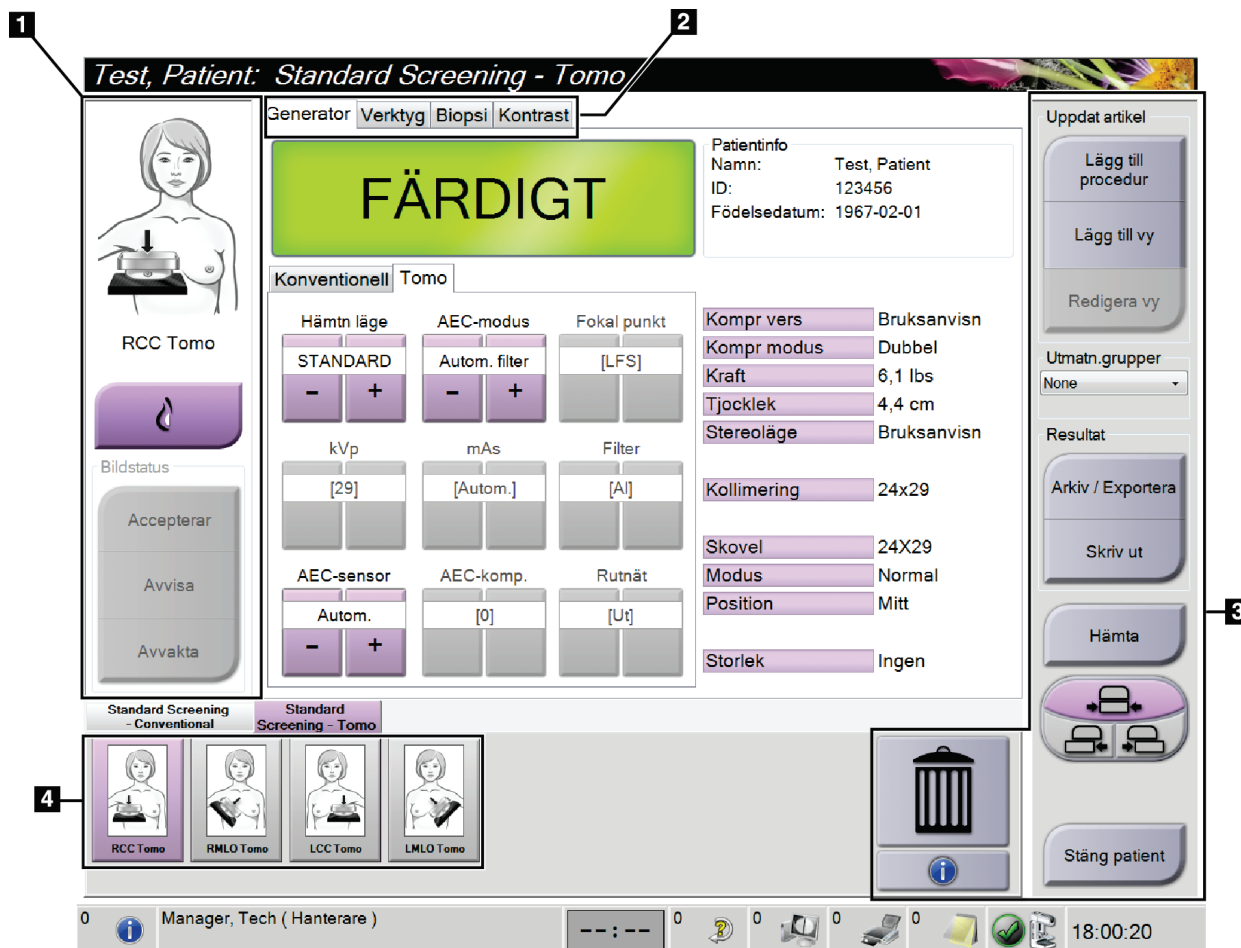 1
2
Test, Patient: Standard Screening - Tomo
Generator Verktyg Biopsi Kontrast
RCC Tomo
Bildstatus
Accepterar
Avvisa
Avvakta
FÄRDIGT
Patientinfo
Namn: Test, Patient
ID: 123456
Födelsedatum: 1967-02-01
Konventionell Tomo
Hämtn läge AEC-modus Fokal punkt
STANDARD Autom. filter [LFS]
- + - +
kVp mAs Filter
[29] [Autom.] [Al]
AEC-sensor AEC-komp. Rutnät
Autom. [0] [Ut]
- +
Kompr vers Bruksanvisn
Kompr modus Dubbel
Kraft 6,1 lbs
Tjocklek 4,4 cm
Stereoläge Bruksanvisn
Kollimering 24x29
Skovel 24X29
Modus Normal
Position Mitt
Storlek Ingen
Uppdat artikel
Lägg till
procedur
Lägg till vy
Redigera vy
Utmatn.grupper
None
Resultat
Arkiv / Exportera
Skriv ut
3
Hämta
Stäng patient
Standard Screening
- Conventional
Standard
Screening - Tomo
4
RCC Tomo RMLO Tomo LCC Tomo LMLO Tomo
0 Manager, Tech ( Hanterare ) --:-- 0 0 0 0 18:00:20